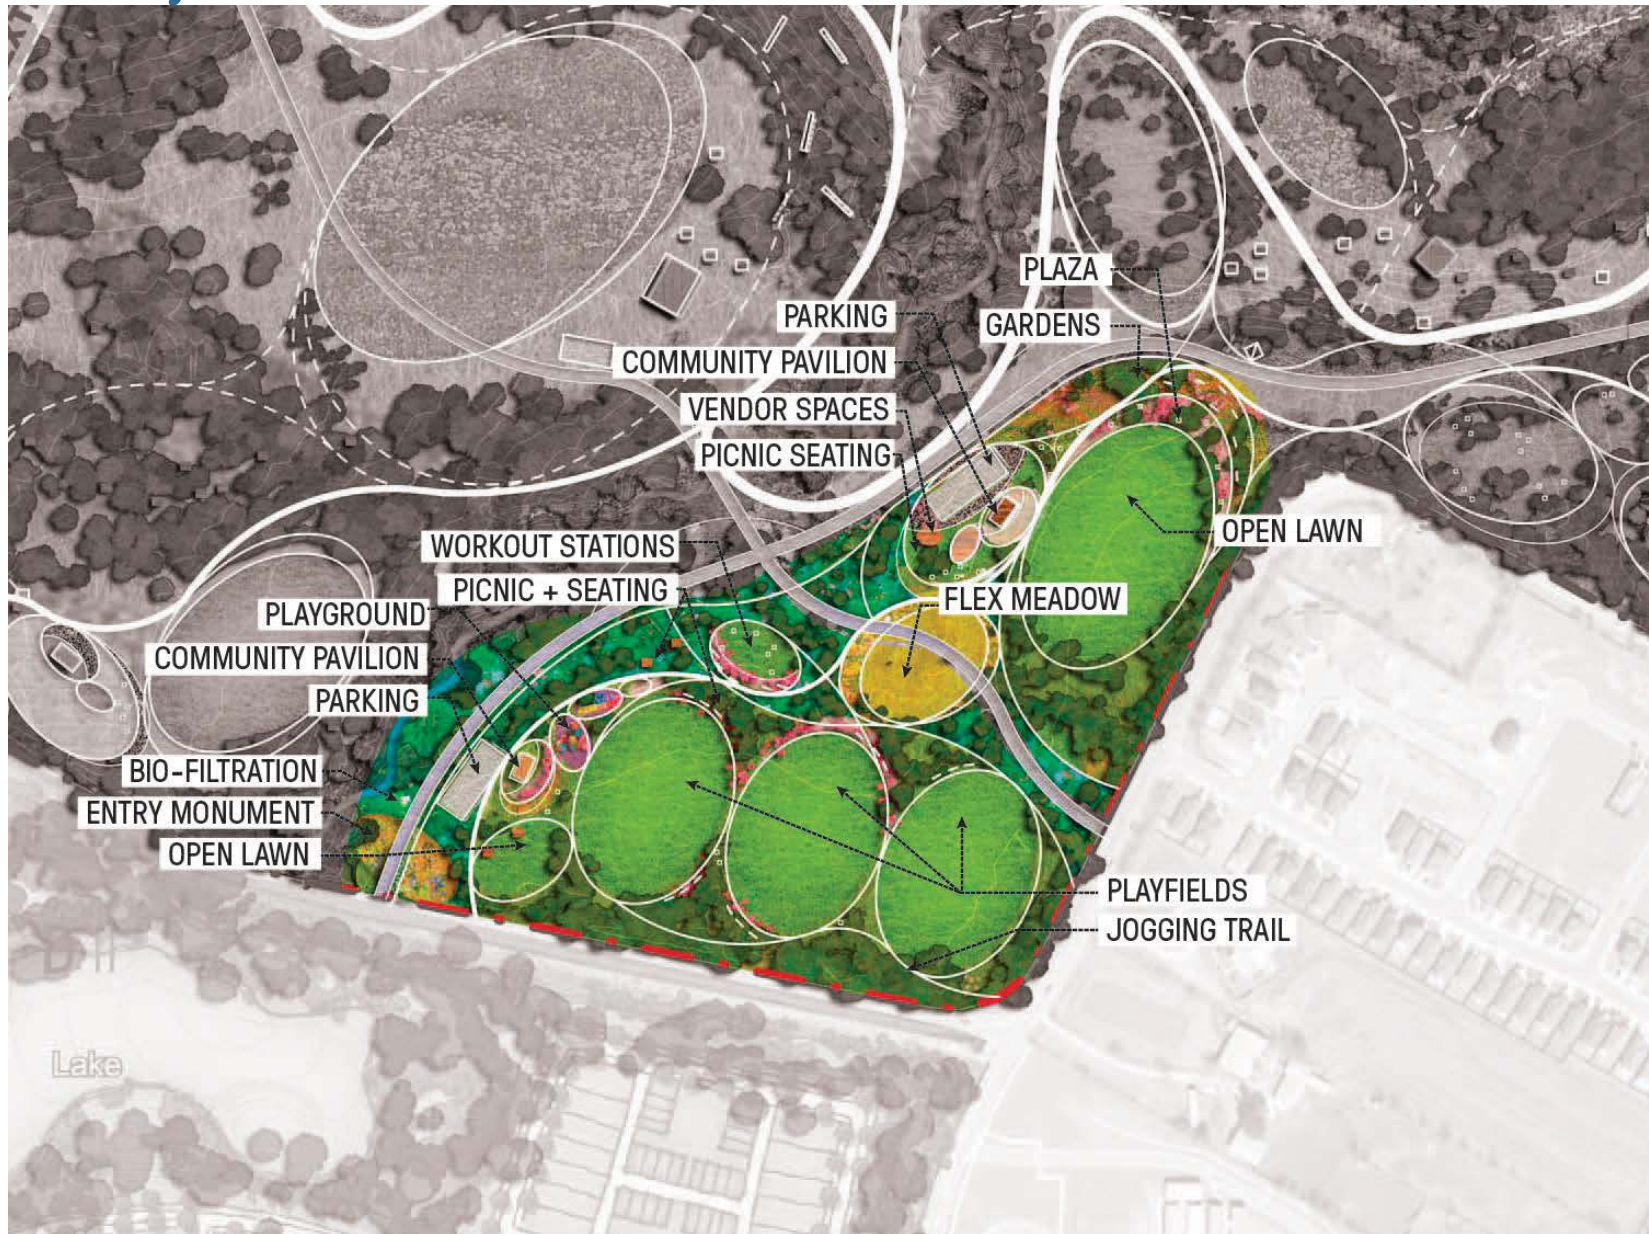 PLAZA
PARKING
GARDENS
COMMUNITY PAVILION
VENDOR SPACES
PICNIC SEATING
OPEN LAWN
WORKOUT STATIONS
PICNIC + SEATING
FLEX MEADOW
PLAYGROUND
COMMUNITY PAVILION
PARKING
BIO-FILTRATION
ENTRY MONUMENT
OPEN LAWN
PLAYFIELDS
JOGGING TRAIL
Lake